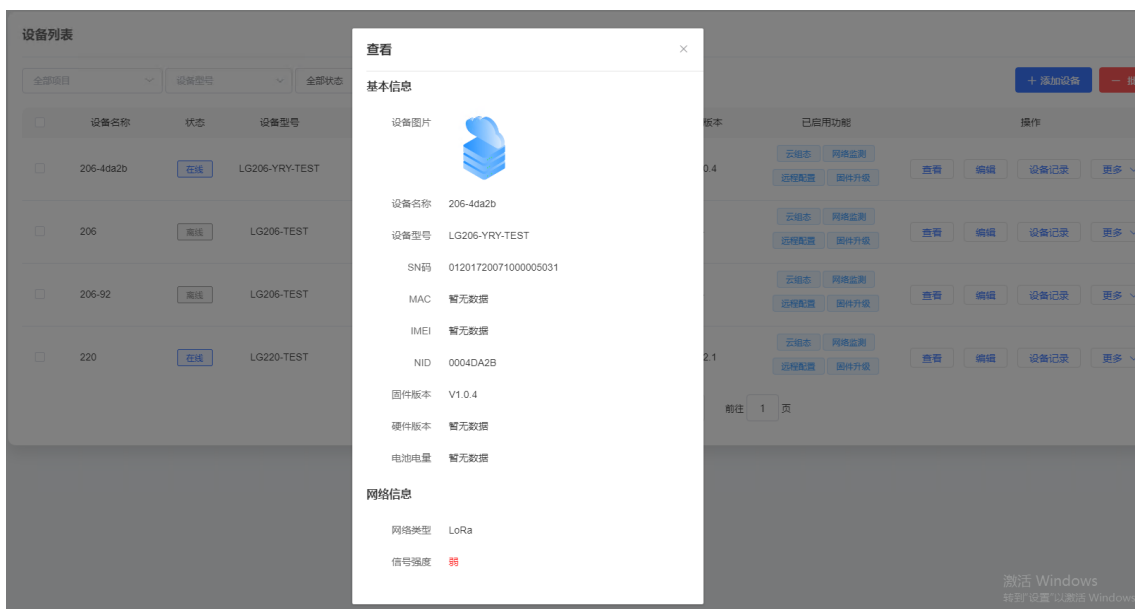 设备列表
全部项目 设备型号 全部状态 + 添加设备
设备名称 状态 设备型号 版本 已启用功能 操作
206-4da2b 在线 LG206-YRY-TEST 0.4 云组态 网络监测 远程配置 固件升级 查看 编辑 设备记录 更多
206 离线 LG206-TEST 云组态 网络监测 远程配置 固件升级 查看 编辑 设备记录 更多
206-92 离线 LG206-TEST 云组态 网络监测 远程配置 固件升级 查看 编辑 设备记录 更多
220 在线 LG220-TEST 2.1 云组态 网络监测 远程配置 固件升级 查看 编辑 设备记录 更多
前往 1 页
查看
基本信息
设备图片
设备名称 206-4da2b
设备型号 LG206-YRY-TEST
SN码 01201720071000005031
MAC 暂无数据
IMEI 暂无数据
NID 0004DA2B
固件版本 V1.0.4
硬件版本 暂无数据
电池电量 暂无数据
网络信息
网络类型 LoRa
信号强度 弱
激活 Windows
转到"设置"以激活 Windows